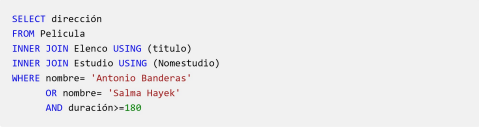 SELECT dirección
FROM Pelicula
INNER JOIN Elenco USING (titulo)
INNER JOIN Estudio USING (Nomestudio)
WHERE nombre= 'Antonio Banderas'
OR nombre= 'Salma Hayek'
AND duración>=180